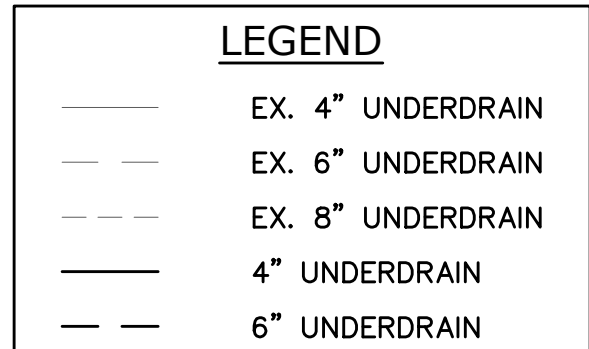 LEGEND
EX. 4” UNDERDRAIN
EX. 6” UNDERDRAIN
EX. 8” UNDERDRAIN
4” UNDERDRAIN
6” UNDERDRAIN